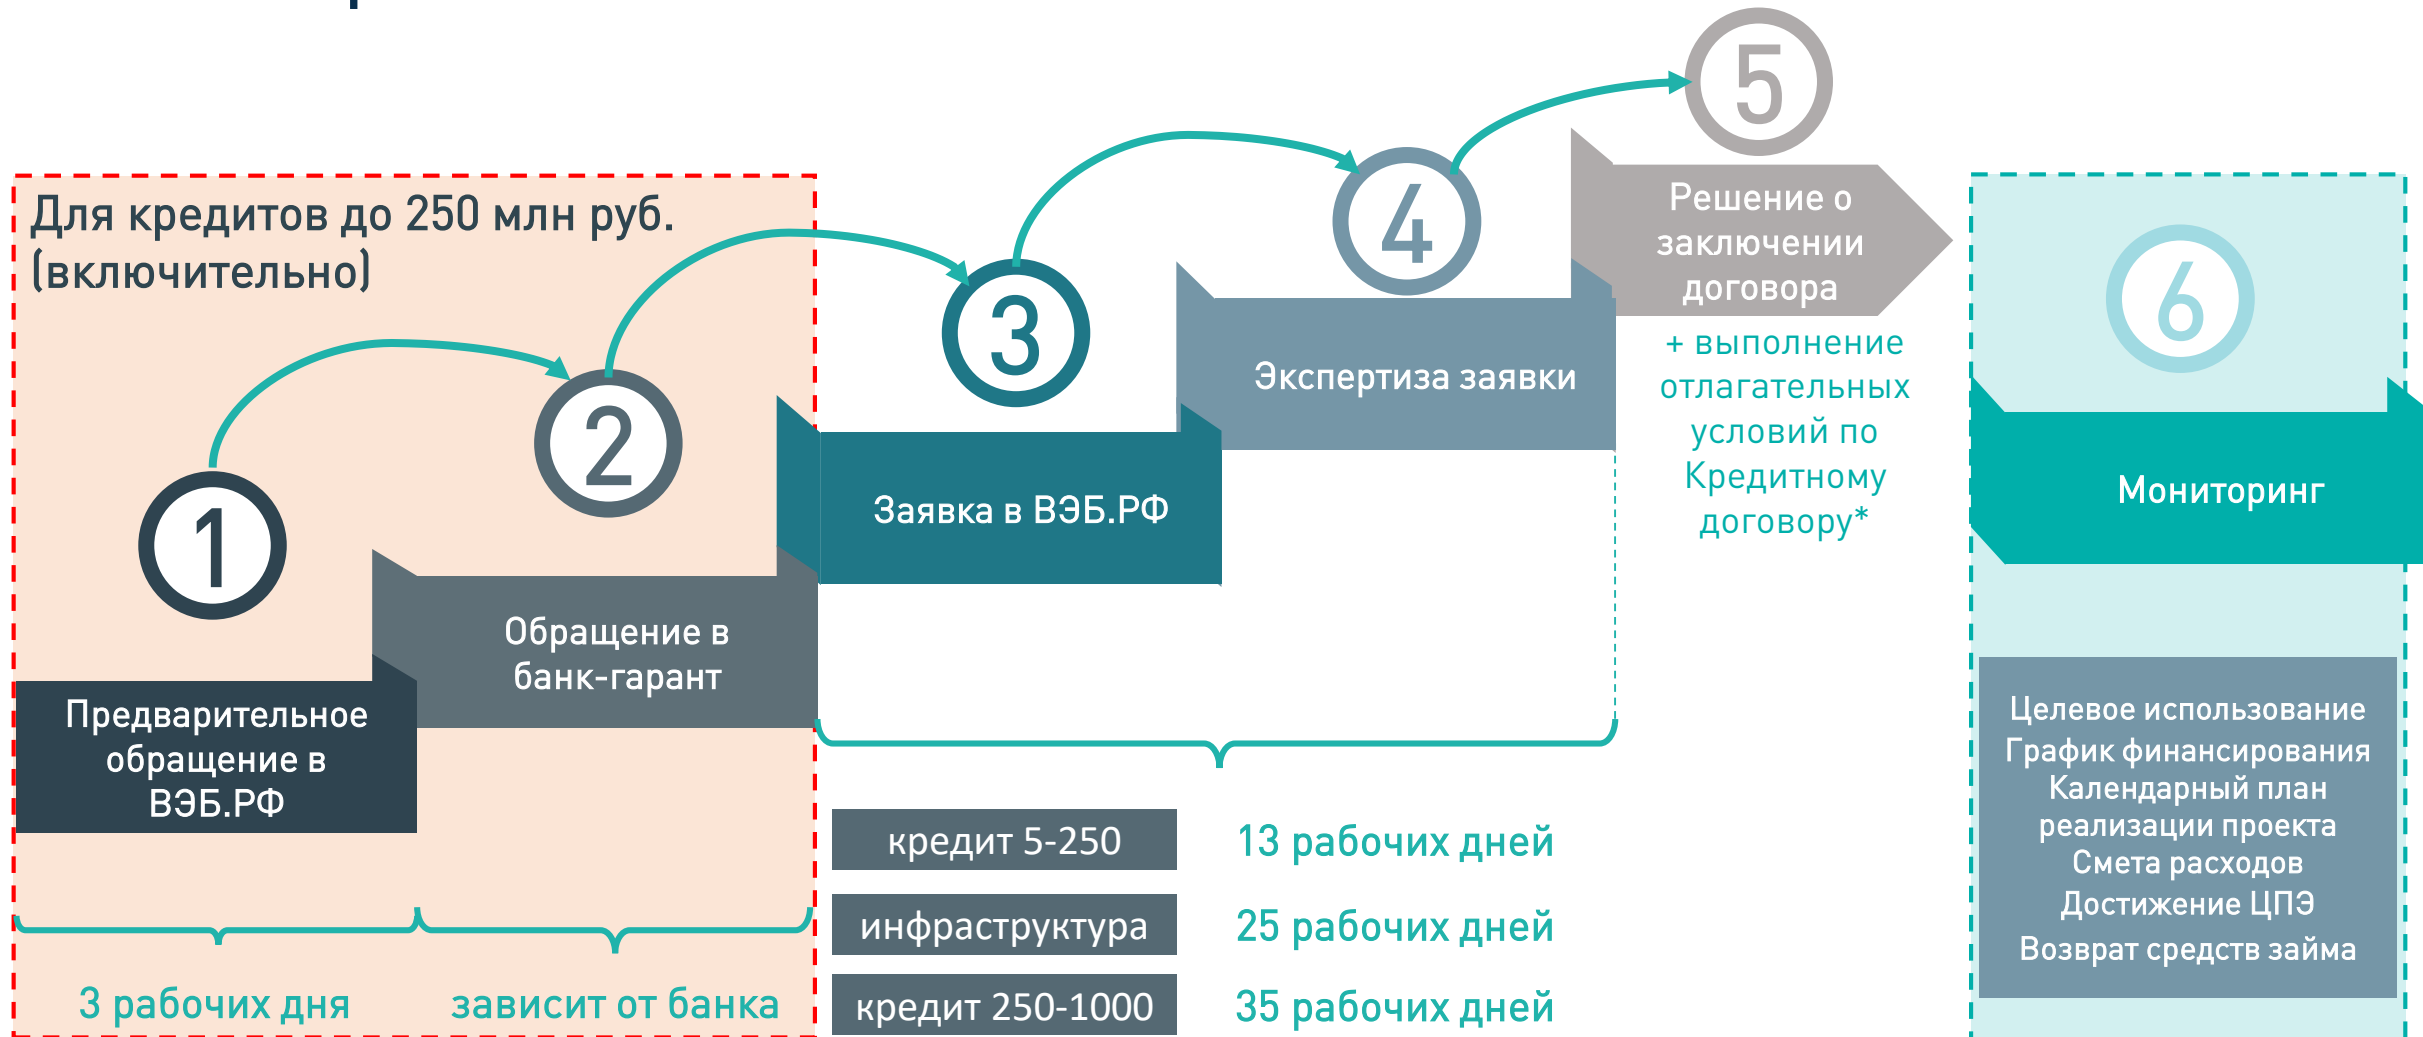 Для кредитов до 250 млн руб.
(включительно)
1
Предварительное
обращение в
ВЭБ.РФ
3 рабочих дня
2
Обращение в
банк-гарант
зависит от банка
3
Заявка в ВЭБ.РФ
4
Экспертиза заявки
кредит 5-250
13 рабочих дней
инфраструктура
25 рабочих дней
кредит 250-1000
35 рабочих дней
5
Решение о
заключении
договора
+ выполнение
отлагательных
условий по
Кредитному
договору*
6
Мониторинг
Целевое использование
График финансирования
Календарный план
реализации проекта
Смета расходов
Достижение ЦПЭ
Возврат средств займа